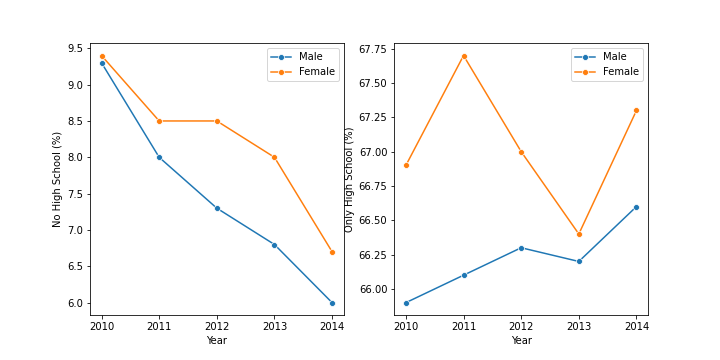 No High School (%)
9.5
9.0
8.5
8.0
7.5
7.0
6.5
6.0
2010 2011 2012 2013 2014
Year
Male
Female
Only High School (%)
67.75
67.50
67.25
67.00
66.75
66.50
66.25
66.00
2010 2011 2012 2013 2014
Year
Male
Female